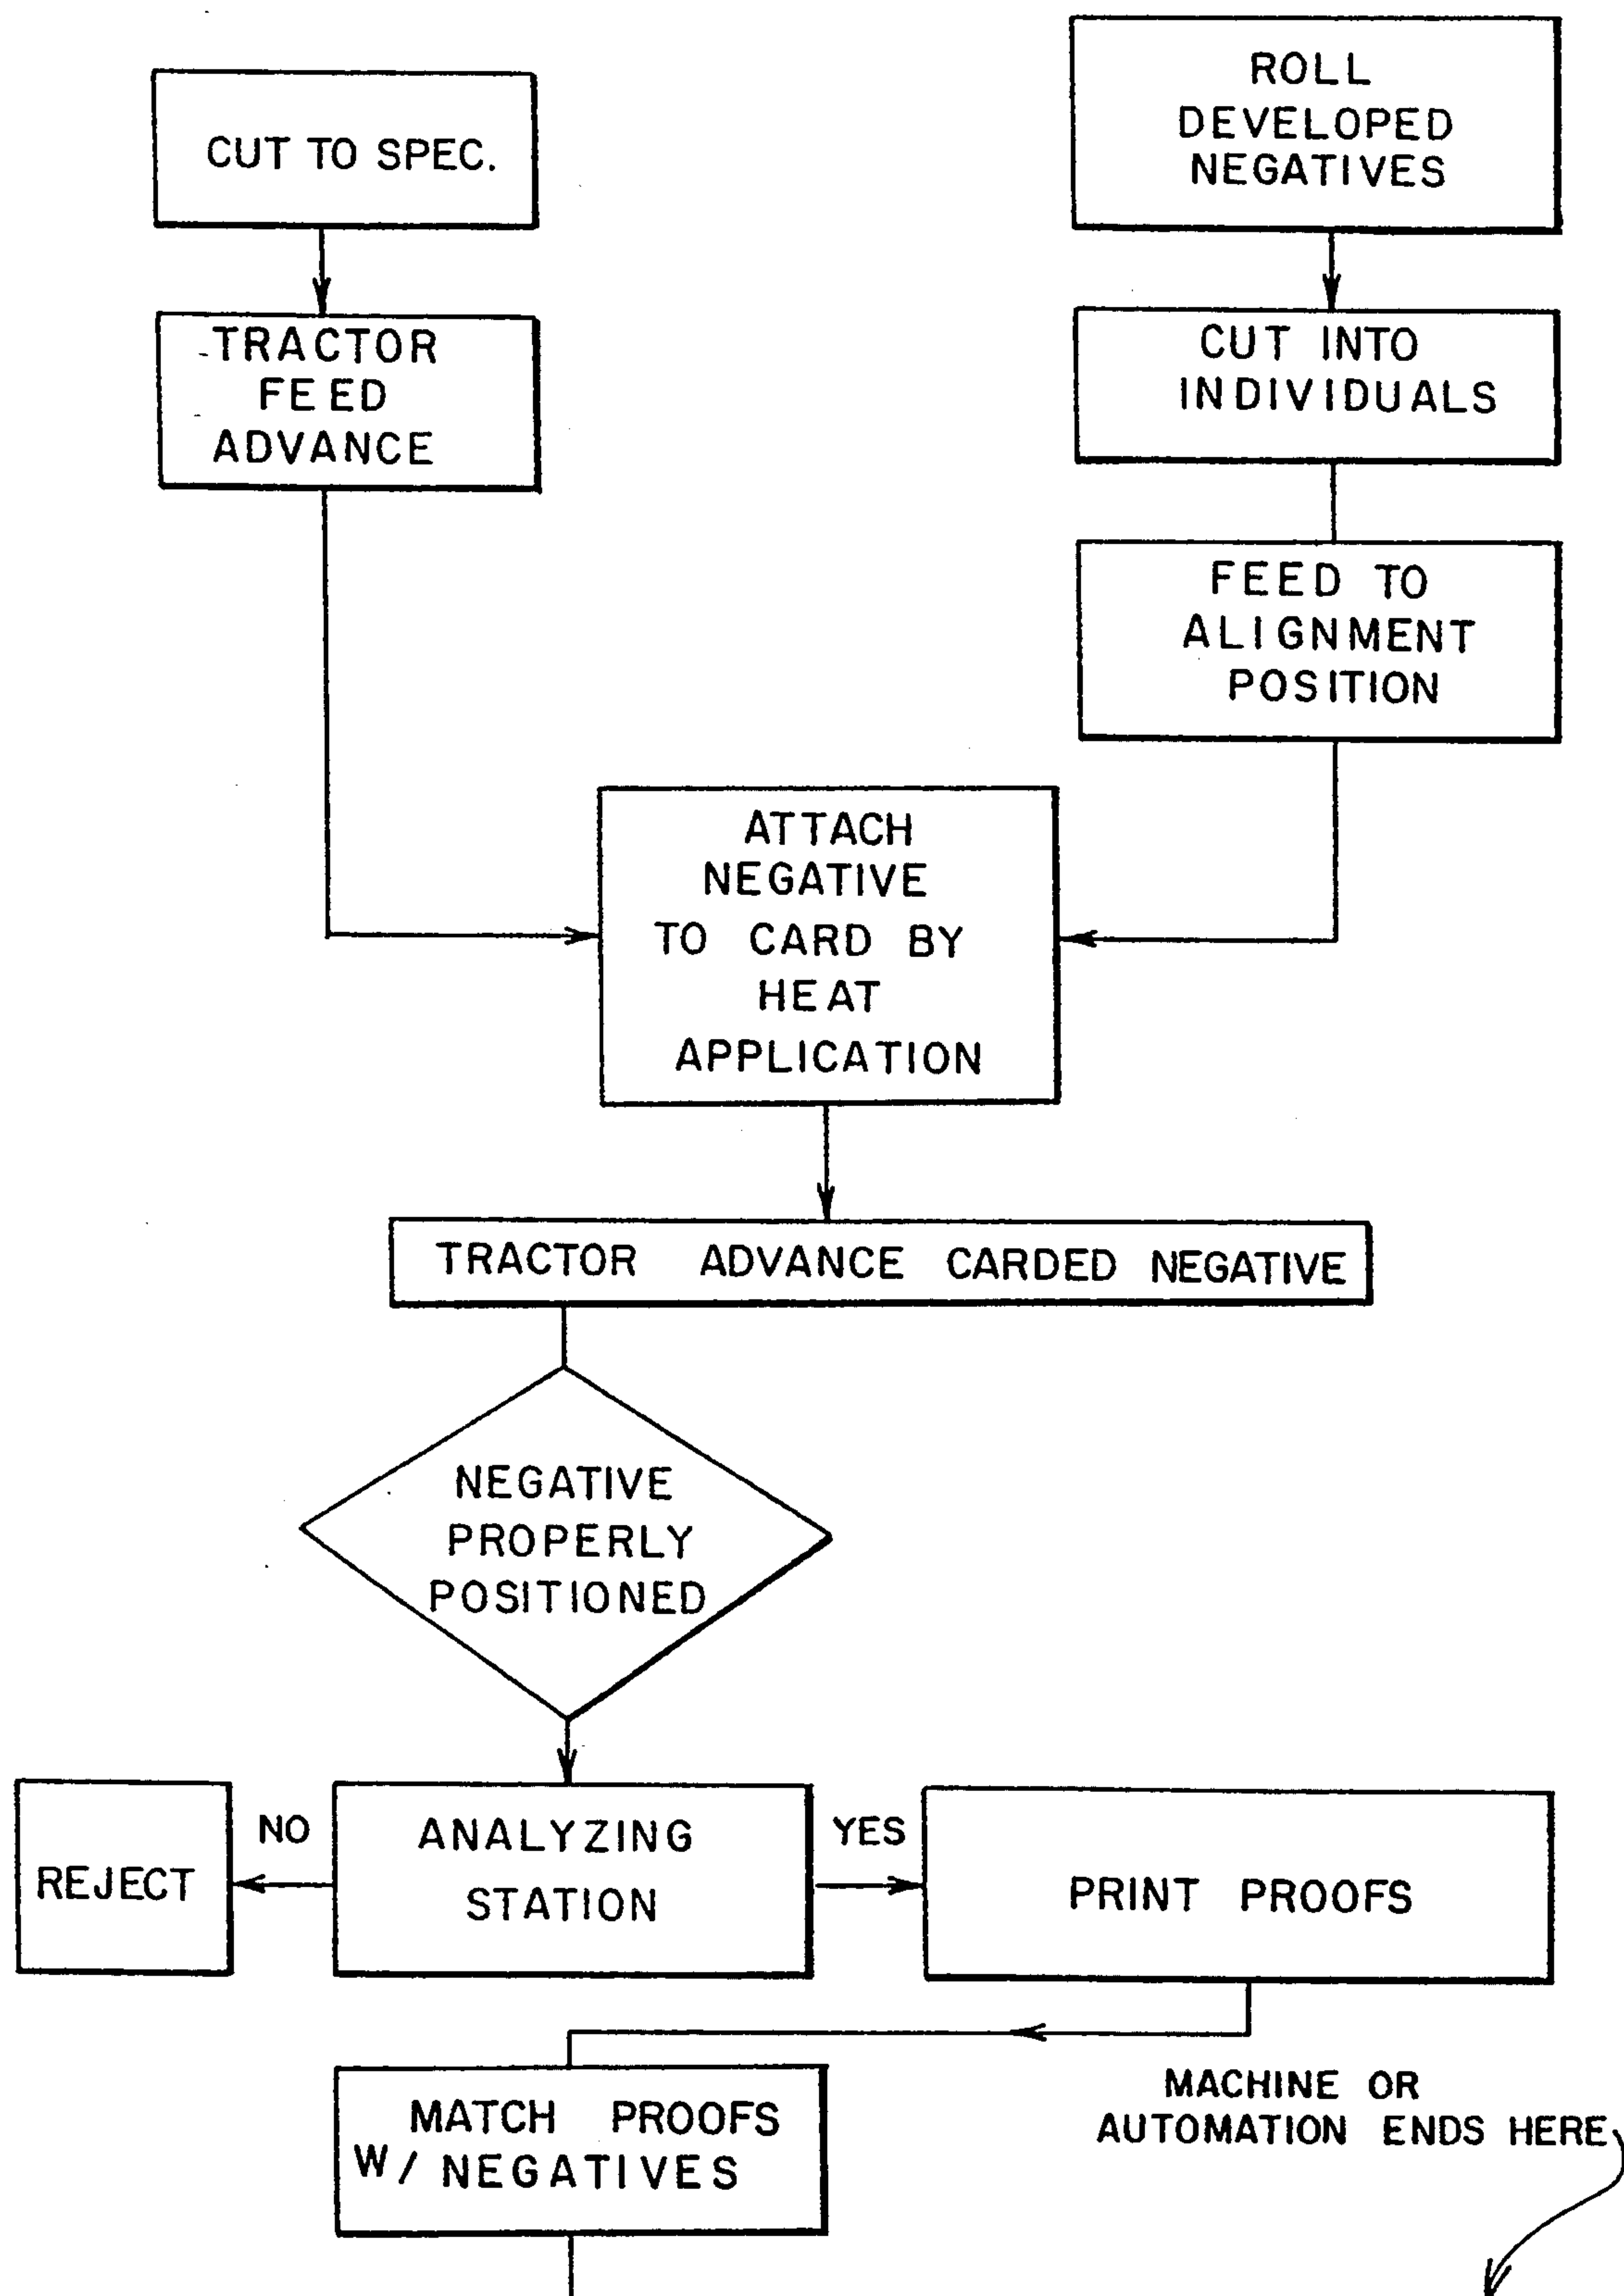 CUT TO SPEC.
TRACTOR
FEED
ADVANCE
ROLL
DEVELOPED
NEGATIVES
CUT INTO
INDIVIDUALS
FEED TO
ALIGNMENT
POSITION
ATTACH
NEGATIVE
TO CARD BY
HEAT
APPLICATION
TRACTOR ADVANCE CARDED NEGATIVE
NEGATIVE
PROPERLY
POSITIONED
REJECT
NO
ANALYZING
STATION
YES
PRINT PROOFS
MATCH PROOFS
W/ NEGATIVES
MACHINE OR
AUTOMATION ENDS HERE